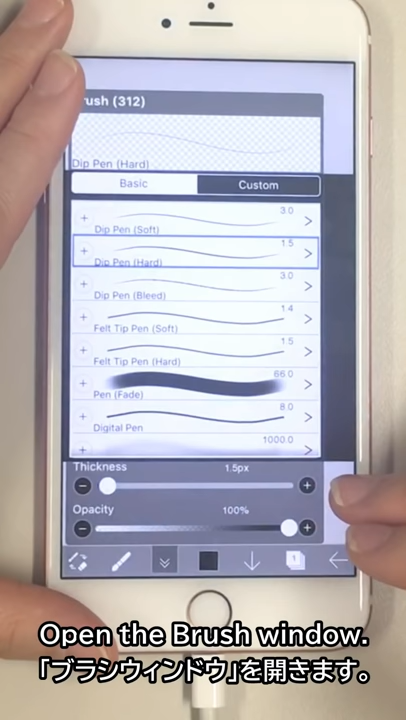 rush (312)
Dip Pen (Hard)
Basic
Custom
3.0
Dip Pen (Soft)
1.5
Dip Pen (Hard)
3.0
Dip Pen (Bleed)
1.4
Felt Tip Pen (Soft)
1.5
Felt Tip Pen (Hard)
66.0
Pen (Fade)
8.0
Digital Pen
1000.0
Thickness 1.5px
Opacity 100%
1
Open the Brush window.
「ブラシウィンドウ」を開きます。